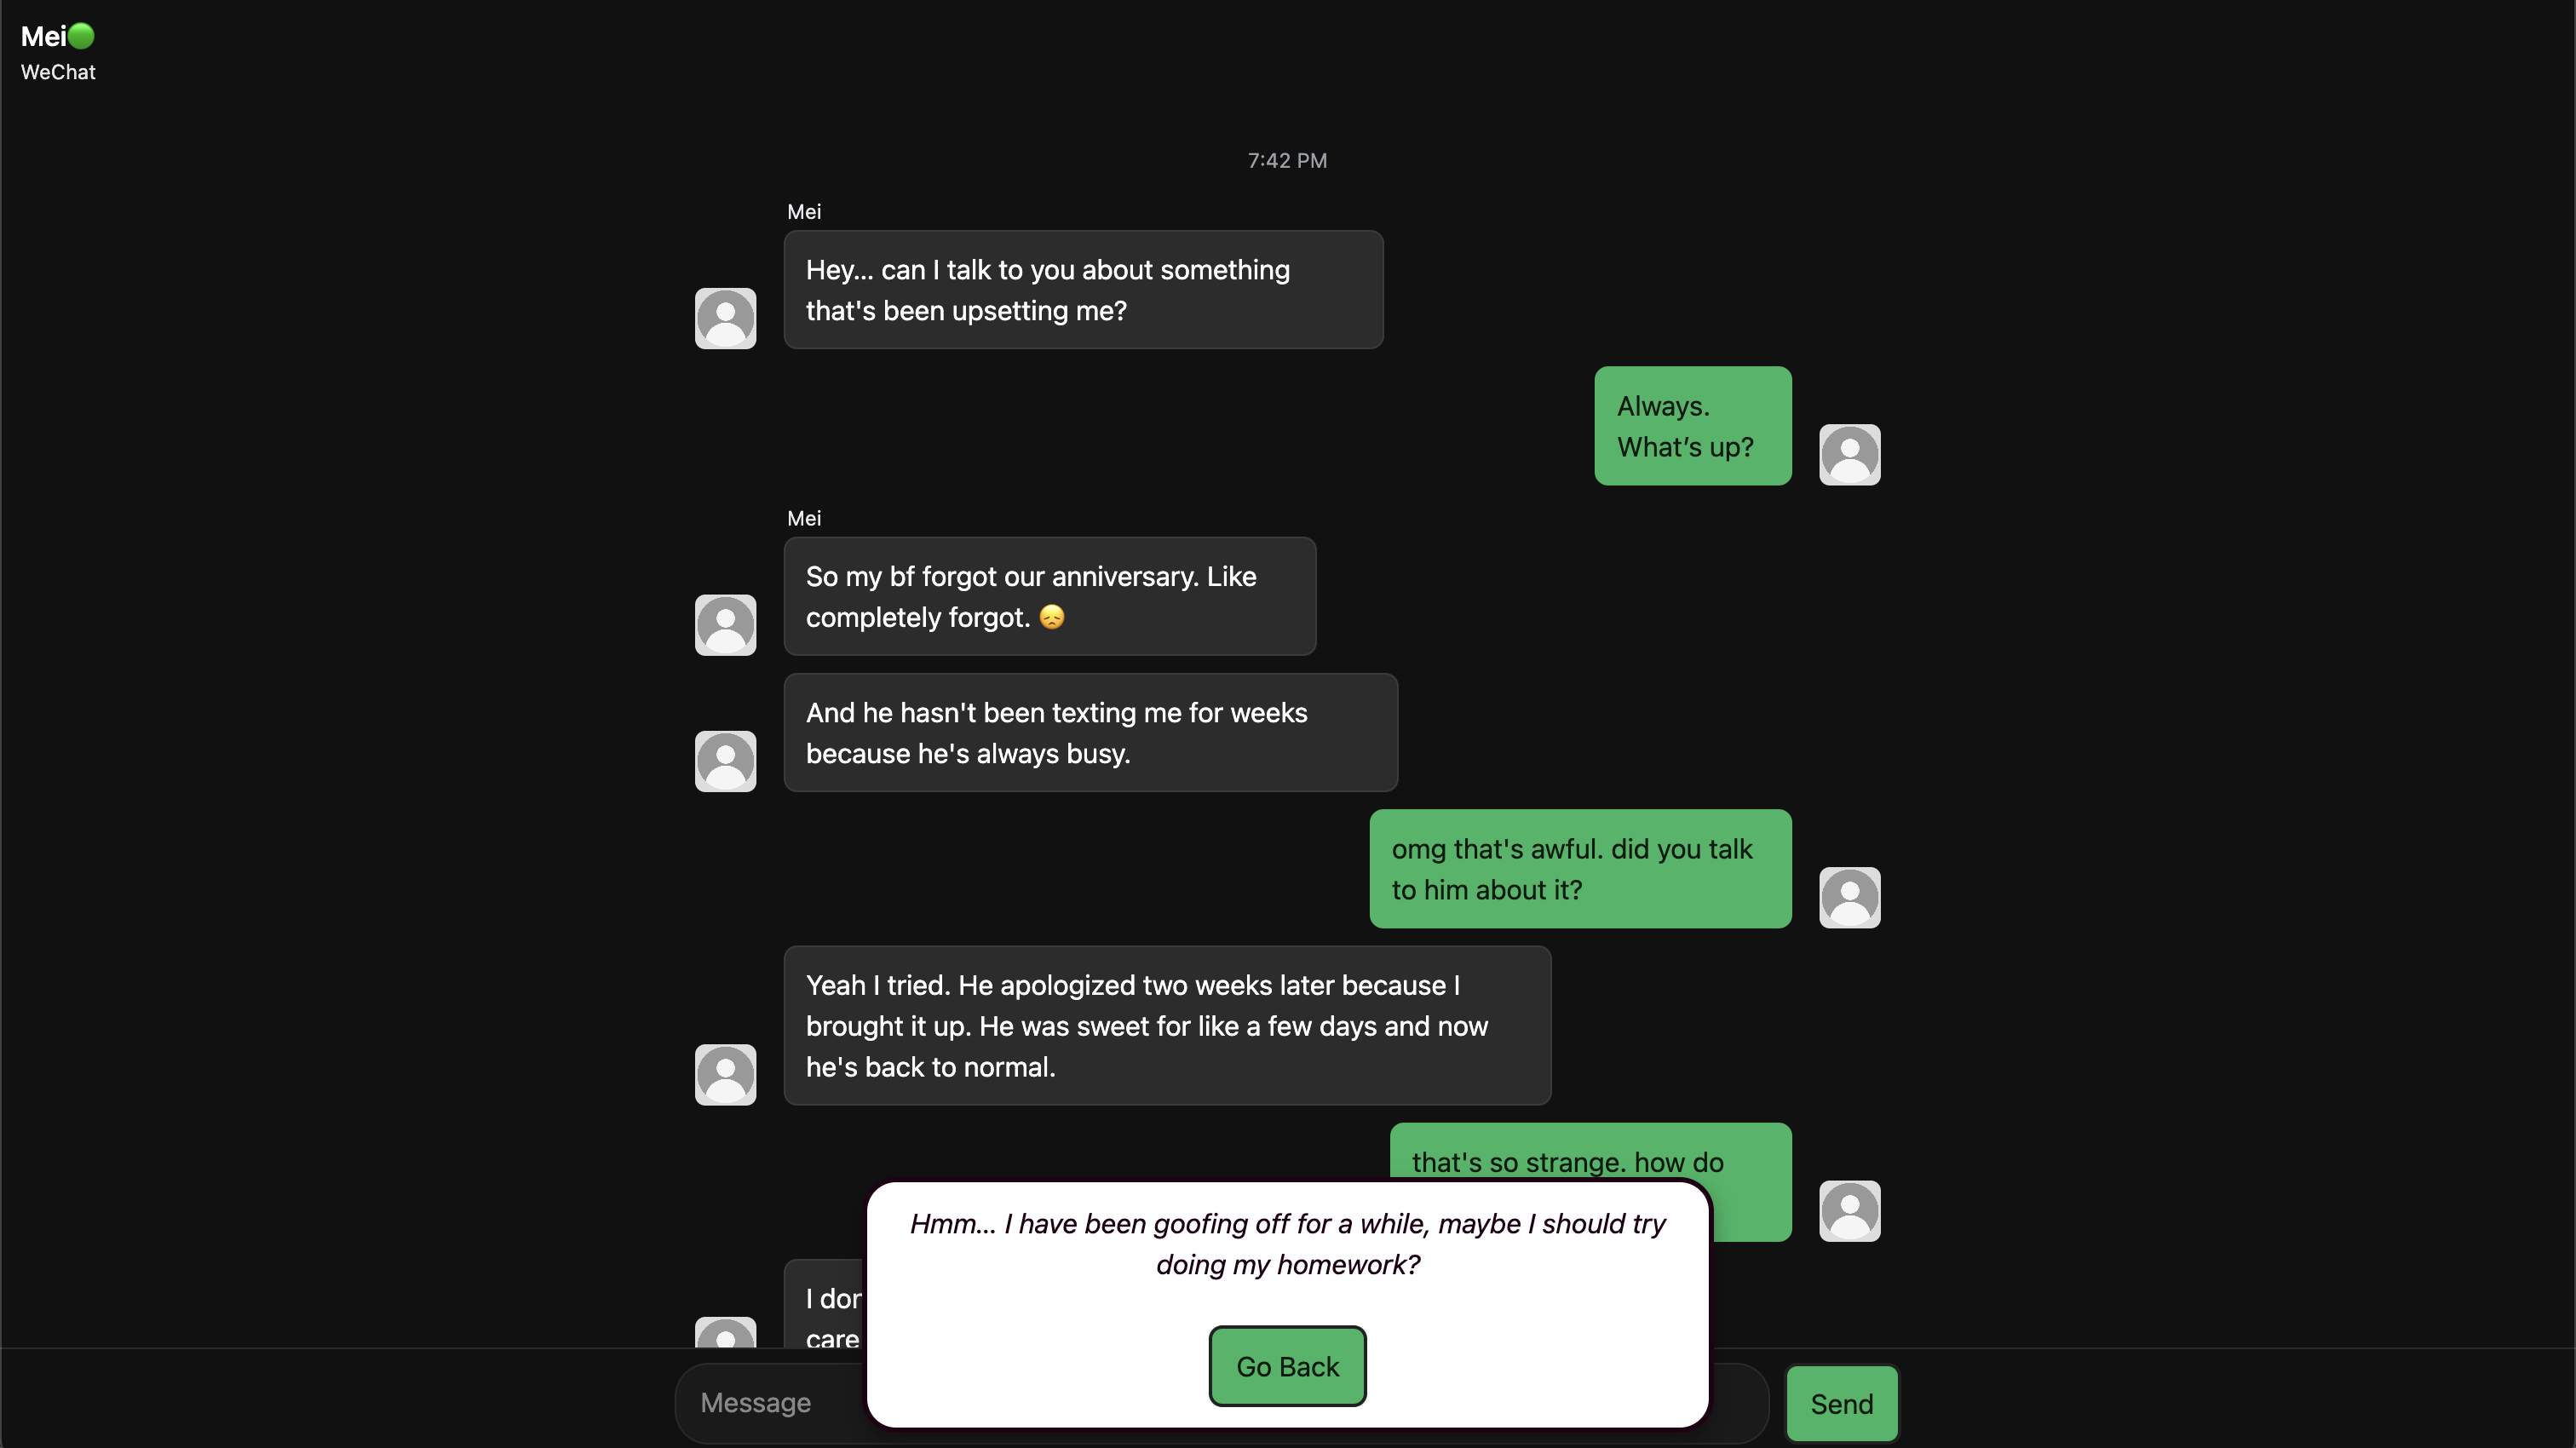 Mei
WeChat
7:42 PM
Mei
Hey... can I talk to you about something
that's been upsetting me?
Always.
What’s up?
Mei
So my bf forgot our anniversary. Like
completely forgot. 😞
And he hasn't been texting me for weeks
because he's always busy.
omg that's awful. did you talk
to him about it?
Yeah I tried. He apologized two weeks later because I
brought it up. He was sweet for like a few days and now
he's back to normal.
that's so strange. how do
I
care
Hmm... I have been goofing off for a while, maybe I should try
doing my homework?
Go Back
Message
Send